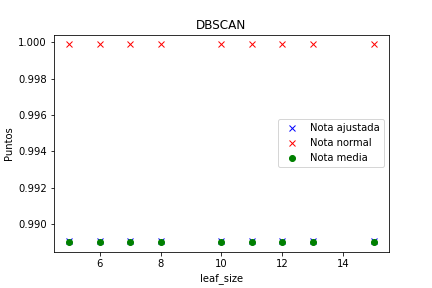 DBSCAN
1.000
0.998
0.996
0.994
0.992
0.990
Puntos
Nota ajustada
Nota normal
Nota media
6 8 10 12 14
leaf_size